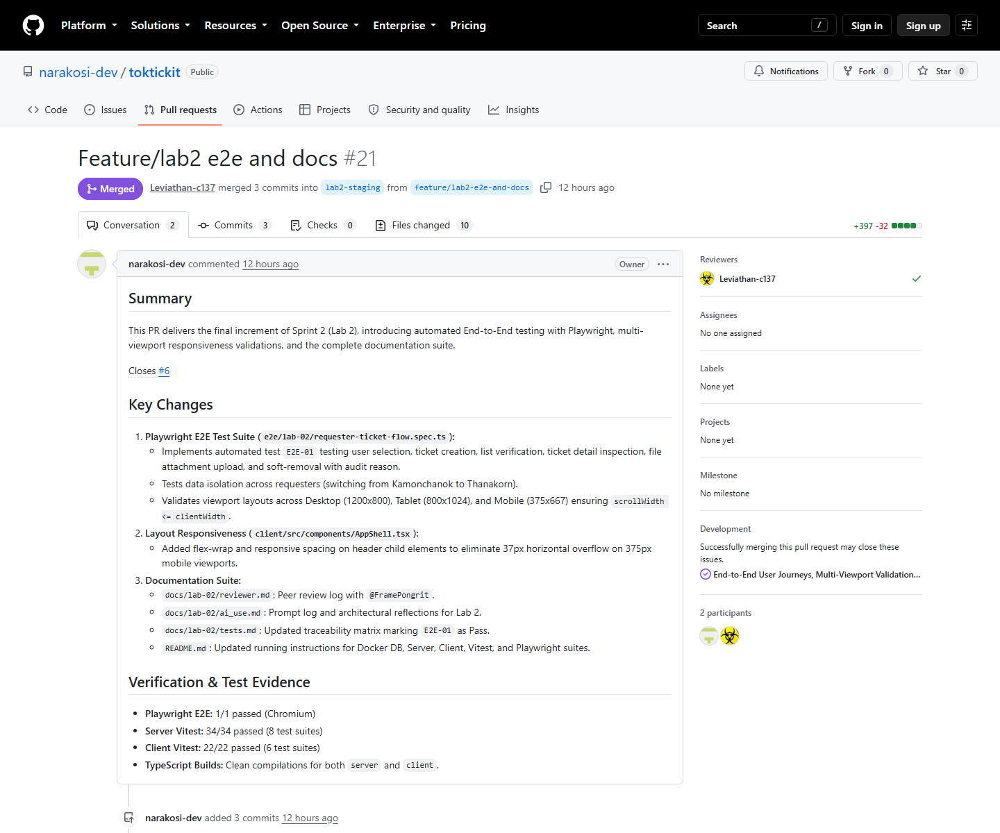 Platform Solutions Resources Open Source Enterprise Pricing Search / Sign in Sign up
narakosi-dev / toktickit Public Notifications Fork 0 Star 0
Code Issues Pull requests Actions Projects Security and quality Insights
Feature/lab2 e2e and docs #21
Merged Leviathan-c137 merged 3 commits into lab2-staging from feature/lab2-e2e-and-docs 12 hours ago
Conversation 2 Commits 3 Checks 0 Files changed 10 +397 -32
narakosi-dev commented 12 hours ago Owner
Summary
This PR delivers the final increment of Sprint 2 (Lab 2), introducing automated End-to-End testing with Playwright, multi-
viewport responsiveness validations, and the complete documentation suite.
Closes #6
Key Changes
1. Playwright E2E Test Suite ( e2e/lab-02/requester-ticket-flow.spec.ts ):
Implements automated test E2E-01 testing user selection, ticket creation, list verification, ticket detail inspection, file
attachment upload, and soft-removal with audit reason.
Tests data isolation across requesters (switching from Kamonchanok to Thanakorn).
Validates viewport layouts across Desktop (1200x800), Tablet (800x1024), and Mobile (375x667) ensuring scrollWidth
<= clientWidth .
2. Layout Responsiveness ( client/src/components/AppShell.tsx ):
Added flex-wrap and responsive spacing on header child elements to eliminate 37px horizontal overflow on 375px
mobile viewports.
3. Documentation Suite:
docs/lab-02/reviewer.md : Peer review log with @FramePongrit .
docs/lab-02/ai_use.md : Prompt log and architectural reflections for Lab 2.
docs/lab-02/tests.md : Updated traceability matrix marking E2E-01 as Pass.
README.md : Updated running instructions for Docker DB, Server, Client, Vitest, and Playwright suites.
Verification & Test Evidence
Playwright E2E: 1/1 passed (Chromium)
Server Vitest: 34/34 passed (8 test suites)
Client Vitest: 22/22 passed (6 test suites)
TypeScript Builds: Clean compilations for both server and client .
narakosi-dev added 3 commits 12 hours ago
Reviewers
Leviathan-c137
Assignees
No one assigned
Labels
None yet
Projects
None yet
Milestone
No milestone
Development
Successfully merging this pull request may close these
issues.
End-to-End User Journeys, Multi-Viewport Validation...
2 participants